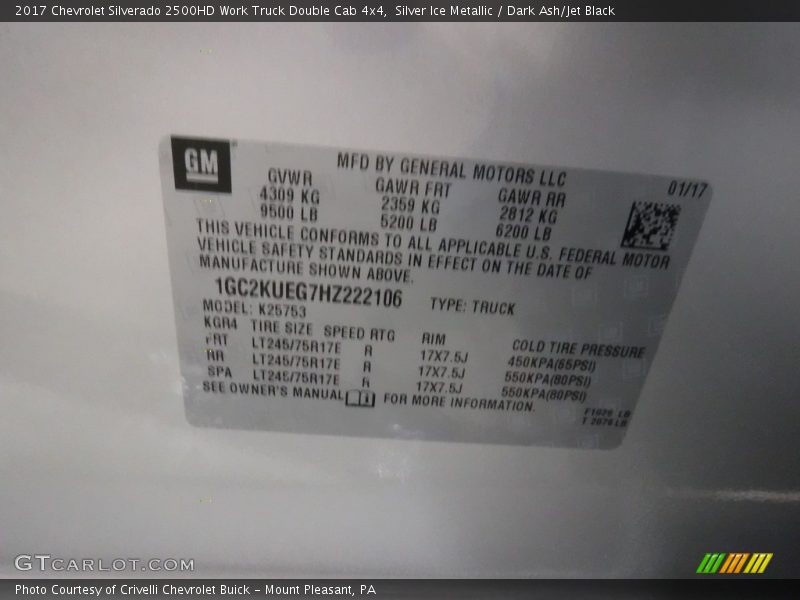 2017 Chevrolet Silverado 2500HD Work Truck Double Cab 4x4, Silver Ice Metallic / Dark Ash/Jet Black
GM
MFD BY GENERAL MOTORS LLC
01/17
GVWR GAWR FRT GAWR RR
4309 KG 2359 KG 2812 KG
9500 LB 5200 LB 6200 LB
THIS VEHICLE CONFORMS TO ALL APPLICABLE U.S. FEDERAL MOTOR
VEHICLE SAFETY STANDARDS IN EFFECT ON THE DATE OF
MANUFACTURE SHOWN ABOVE.
1GC2KUEG7HZ222106 TYPE: TRUCK
MODEL: K25753
KGR4 TIRE SIZE SPEED RTG RIM COLD TIRE PRESSURE
FRT LT245/75R17E R 17X7.5J 450KPA(65PSI)
RR LT245/75R17E R 17X7.5J 550KPA(80PSI)
SPA LT245/75R17E R 17X7.5J 550KPA(80PSI)
SEE OWNER'S MANUAL FOR MORE INFORMATION.
GTCARLOT.COM
Photo Courtesy of Crivelli Chevrolet Buick – Mount Pleasant, PA